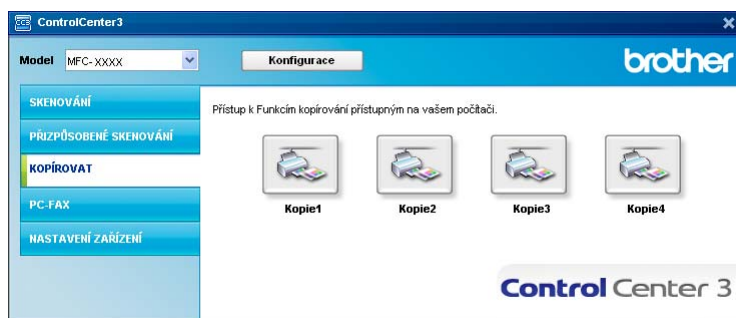 CC3 ControlCenter3
Model MFC-XXXX Konfigurace brother
SKENOVÁNÍ
Přístup k Funkcím kopírování přístupným na vašem počítači.
PŘIZPŮSOBENÉ SKENOVÁNÍ
KOPÍROVAT
PC-FAX
Kopie1 Kopie2 Kopie3 Kopie4
NASTAVENÍ ZAŘÍZENÍ
Control Center 3